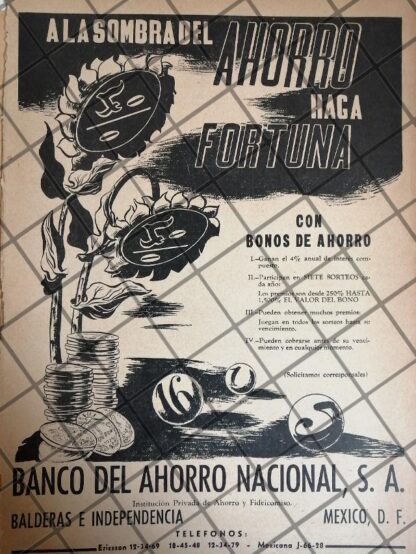 A LA SOMBRA DEL
AHORRO
HAGA
FORTUNA
CON
BONOS DE AHORRO
I.—Ganan el 4% anual de interés com-
puesto.
II.—Participan en SIETE SORTEOS ca-
da año:
Los premios son desde 250% HASTA
1,500% EL VALOR DEL BONO
III.—Pueden obtener muchos premios.
Juegan en todos los sorteos hasta su
vencimiento.
IV.—Pueden cobrarse antes de su venci-
miento y en cualquier momento.
(Solicitamos corresponsales)
16
0
5
BANCO DEL AHORRO NACIONAL, S. A.
Institución Privada de Ahorro y Fideicomiso.
BALDERAS E INDEPENDENCIA MEXICO, D. F.
TELEFONOS:
Ericsson 12-34-69 18-45-48 12-34-79 - Mexicana J-66-28